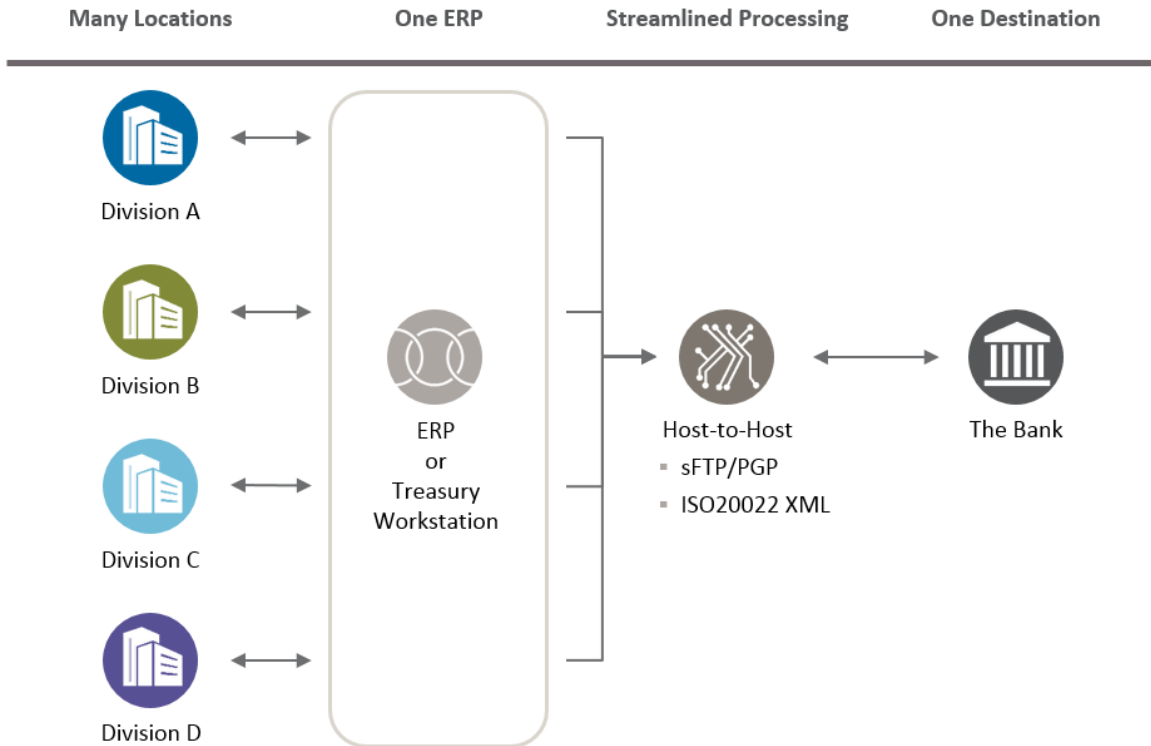 Many Locations
One ERP
Streamlined Processing
One Destination
Division A
Division B
Division C
Division D
ERP
or
Treasury
Workstation
Host-to-Host
▪ sFTP/PGP
▪ ISO20022 XML
The Bank